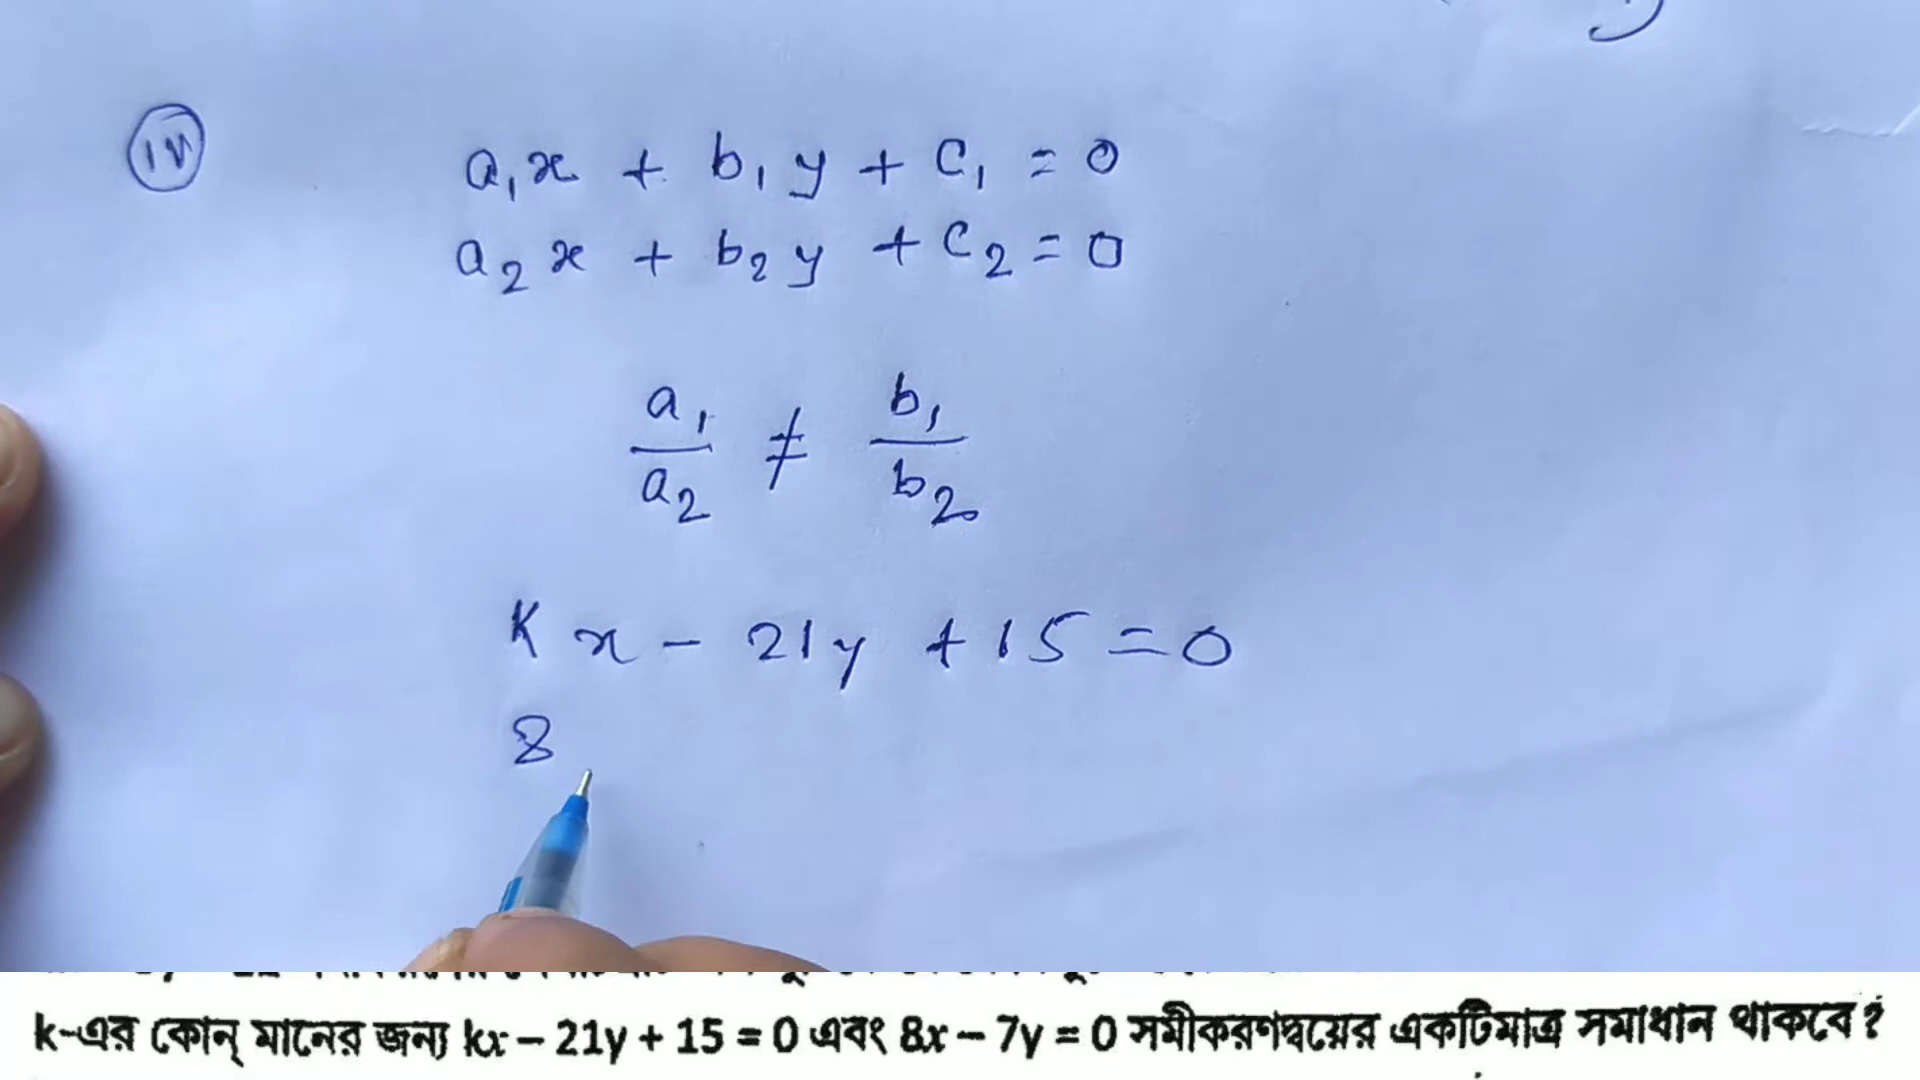 (iv)
a₁x + b₁y + c₁ = 0
a₂x + b₂y + c₂ = 0
a₁/a₂ ≠ b₁/b₂
Kx - 21y + 15 = 0
8
k-এর কোন্ মানের জন্য kx – 21y + 15 = 0 এবং 8x – 7y = 0 সমীকরণদ্বয়ের একটিমাত্র সমাধান থাকবে?